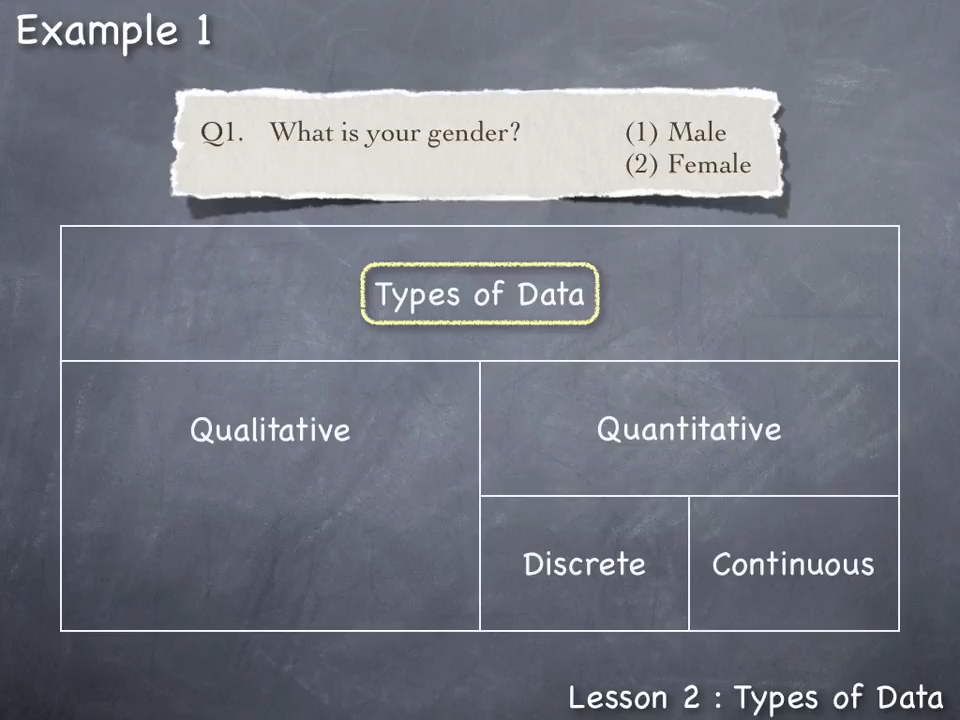 Example 1
Q1. What is your gender? (1) Male
(2) Female
Types of Data
Qualitative
Quantitative
Discrete
Continuous
Lesson 2 : Types of Data